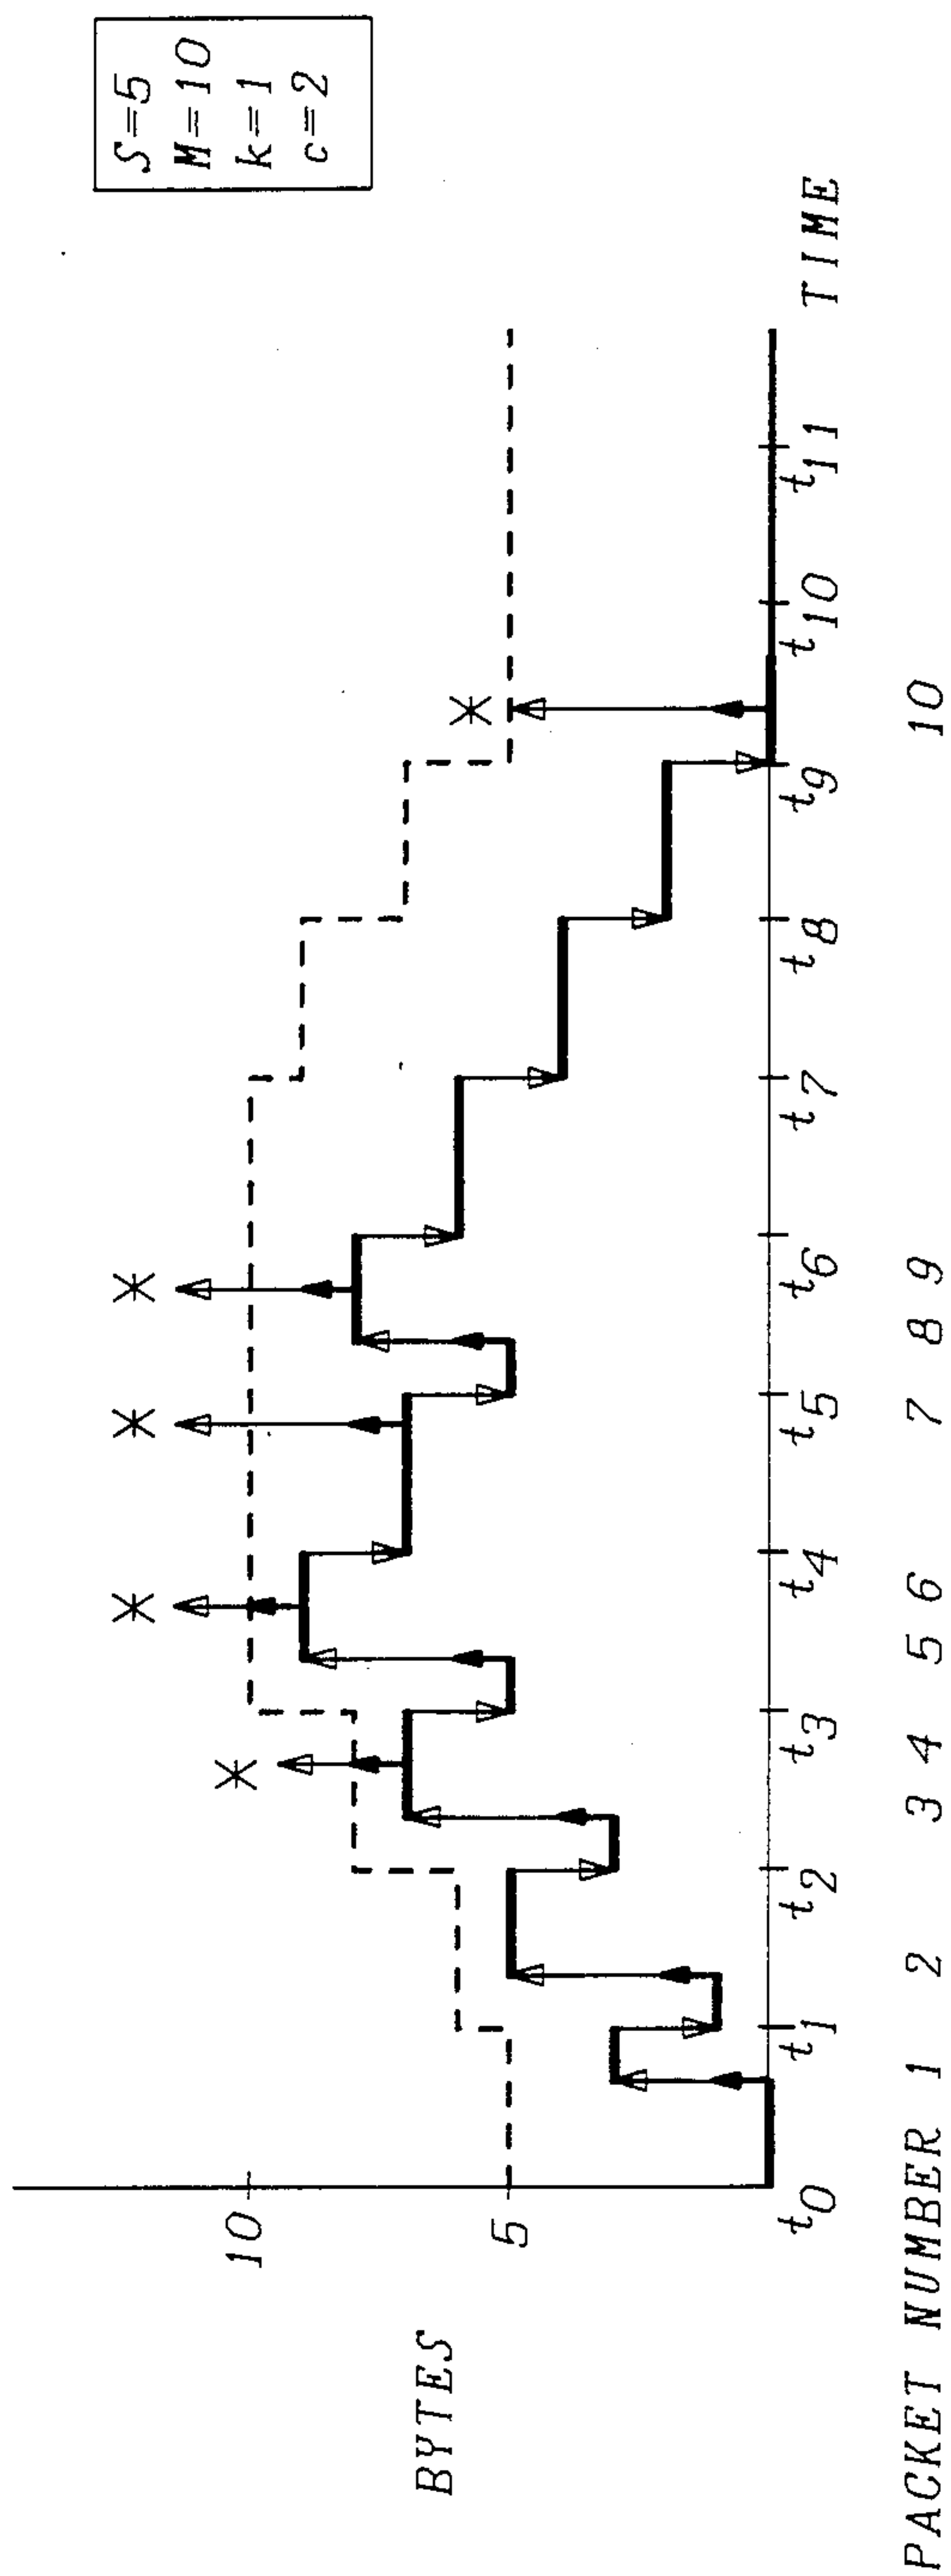 S=5
M=10
k=1
c=2
10
5
BYTES
t0 t1 t2 t3 t4 t5 t6 t7 t8 t9 t10 t11 TIME
PACKET NUMBER 1 2 3 4 5 6 7 8 9 10